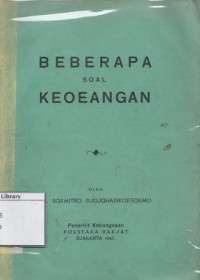 BEBERAPA
SOAL
KEOEANGAN
OLEH
SOEMITRO DJOJOHADIKOESOEMO
Library
Penerbit Kebangsaan
POESTAKA RAKJAT
DJAKARTA